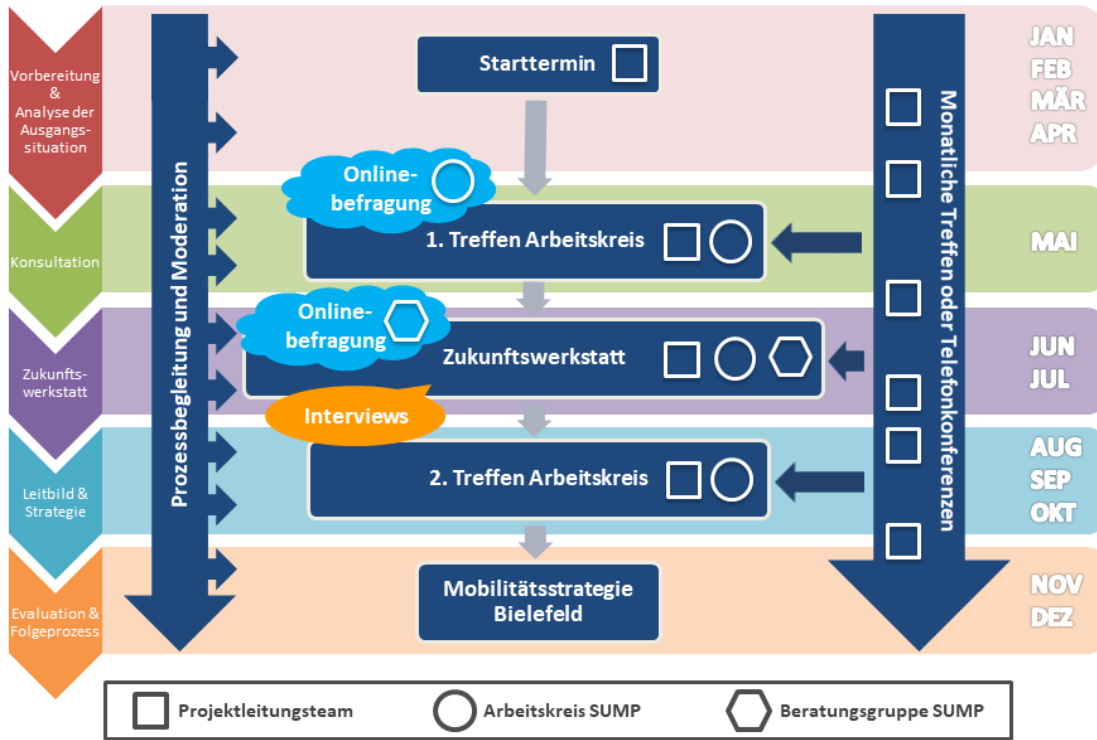 Vorbereitung
&
Analyse der
Ausgangs-
situation
Konsultation
Zukunfts-
werkstatt
Leitbild &
Strategie
Evaluation &
Folgeprozess
Prozessbegleitung und Moderation
Starttermin
Online-
befragung
1. Treffen Arbeitskreis
Online-
befragung
Zukunftswerkstatt
Interviews
2. Treffen Arbeitskreis
Mobilitätsstrategie
Bielefeld
Monatliche Treffen oder Telefonkonferenzen
JAN
FEB
MÄR
APR
MAI
JUN
JUL
AUG
SEP
OKT
NOV
DEZ
Projektleitungsteam
Arbeitskreis SUMP
Beratungsgruppe SUMP